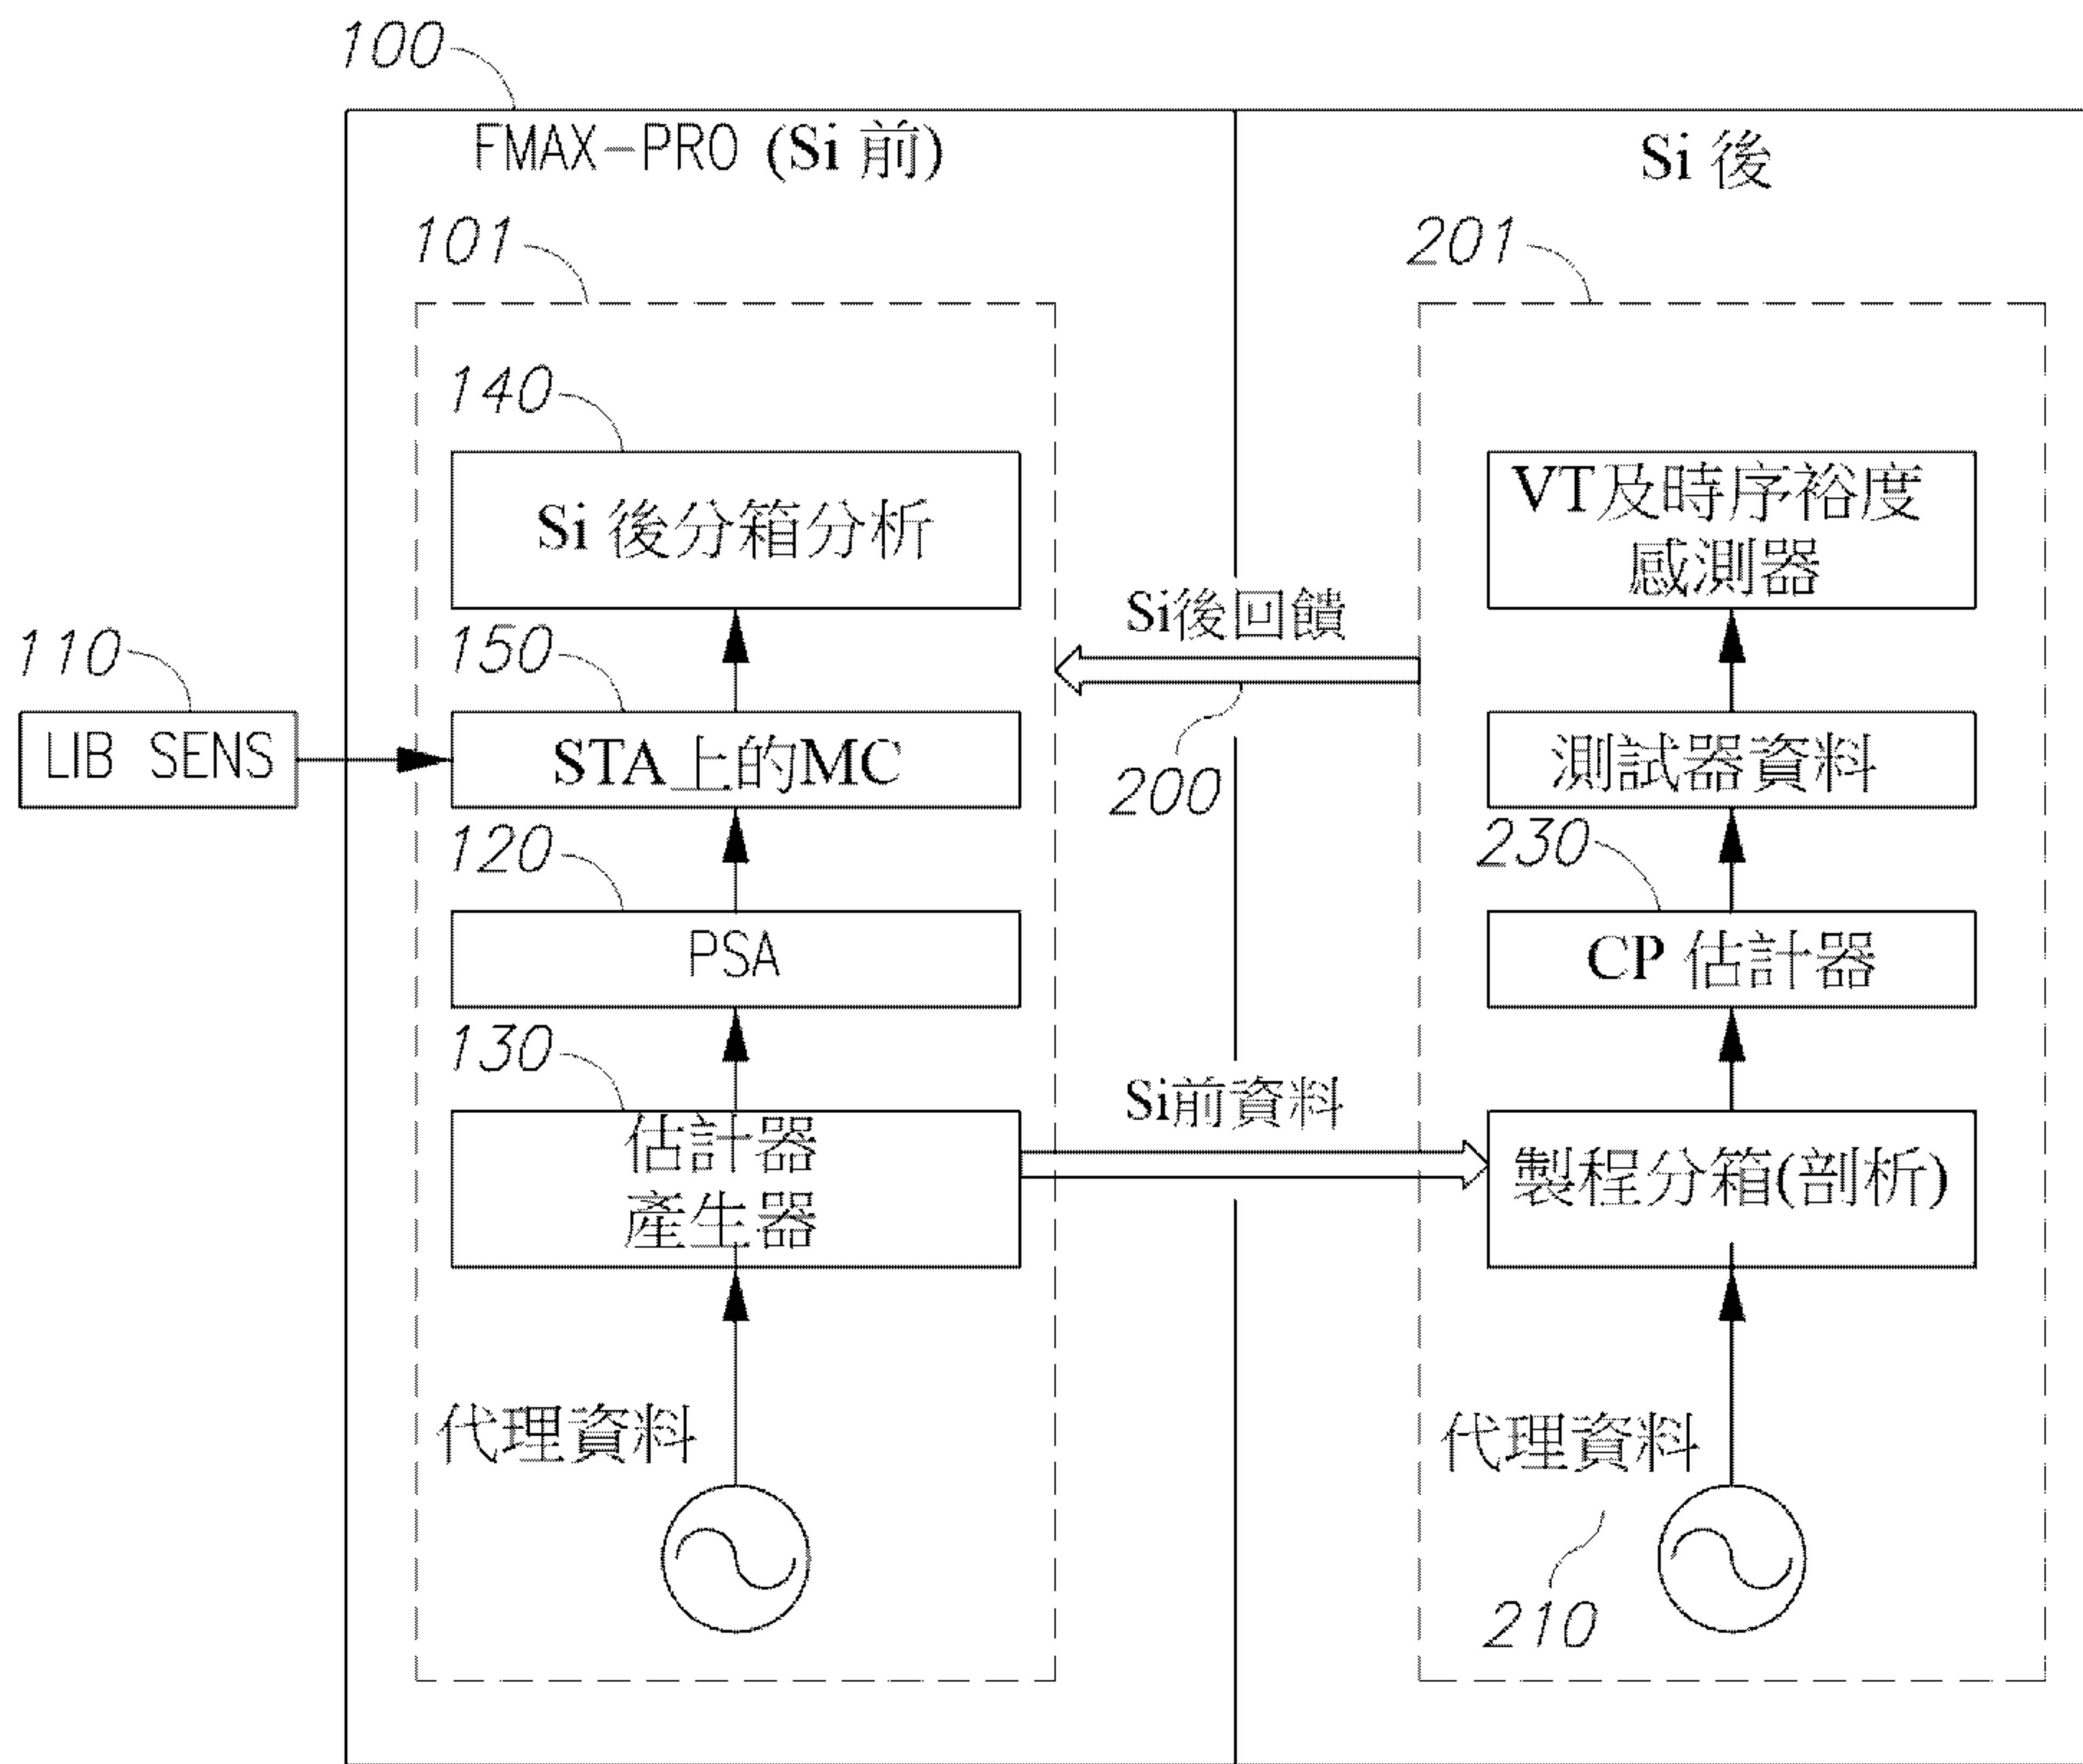 100
FMAX-PRO (Si 前)
Si 後
101
201
140
Si 後分箱分析
VT及時序裕度
感測器
Si後回饋
200
110
LIB SENS
150
STA上的MC
測試器資料
120
PSA
230
CP 估計器
130
估計器
產生器
Si前資料
製程分箱(剖析)
代理資料
代理資料
210